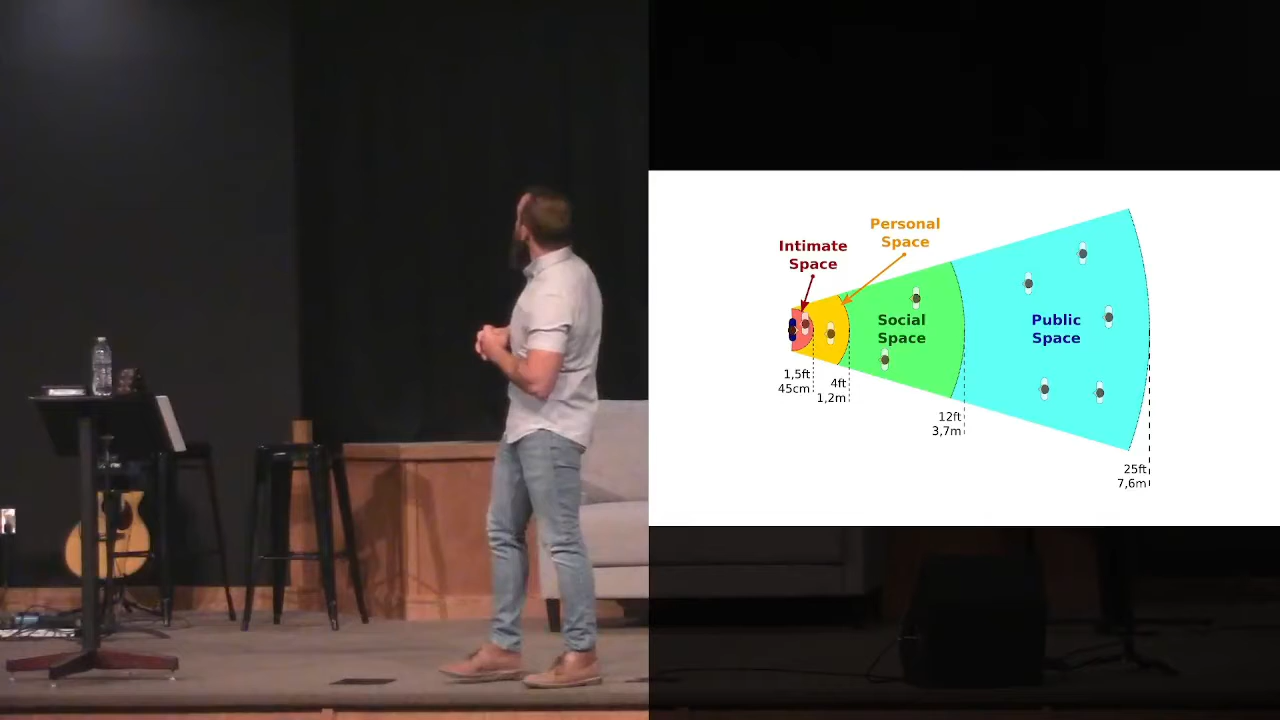 Personal
Space
Intimate
Space
Social
Space
Public
Space
1,5ft
45cm
4ft
1,2m
12ft
3,7m
25ft
7,6m